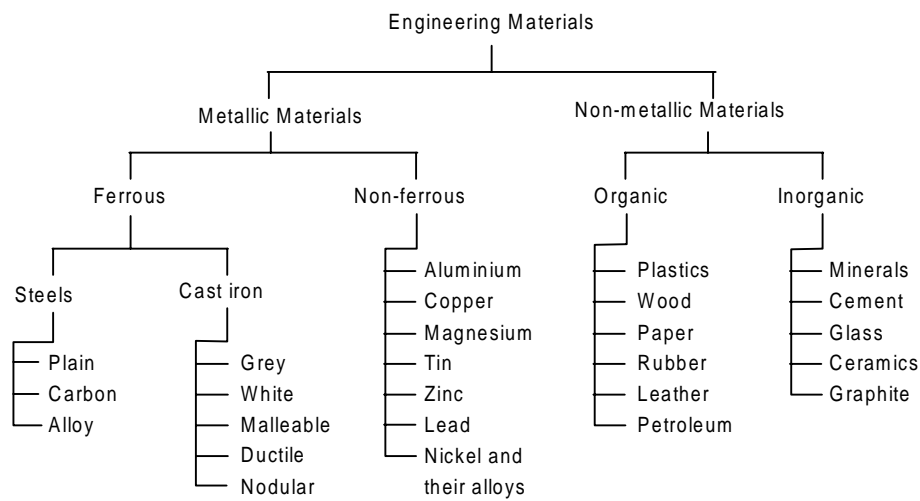 Engineering Materials
Metallic Materials
Non-metallic Materials
Ferrous
Non-ferrous
Organic
Inorganic
Steels
Cast iron
Plain
Carbon
Alloy
Grey
White
Malleable
Ductile
Nodular
Aluminium
Copper
Magnesium
Tin
Zinc
Lead
Nickel and
their alloys
Plastics
Wood
Paper
Rubber
Leather
Petroleum
Minerals
Cement
Glass
Ceramics
Graphite